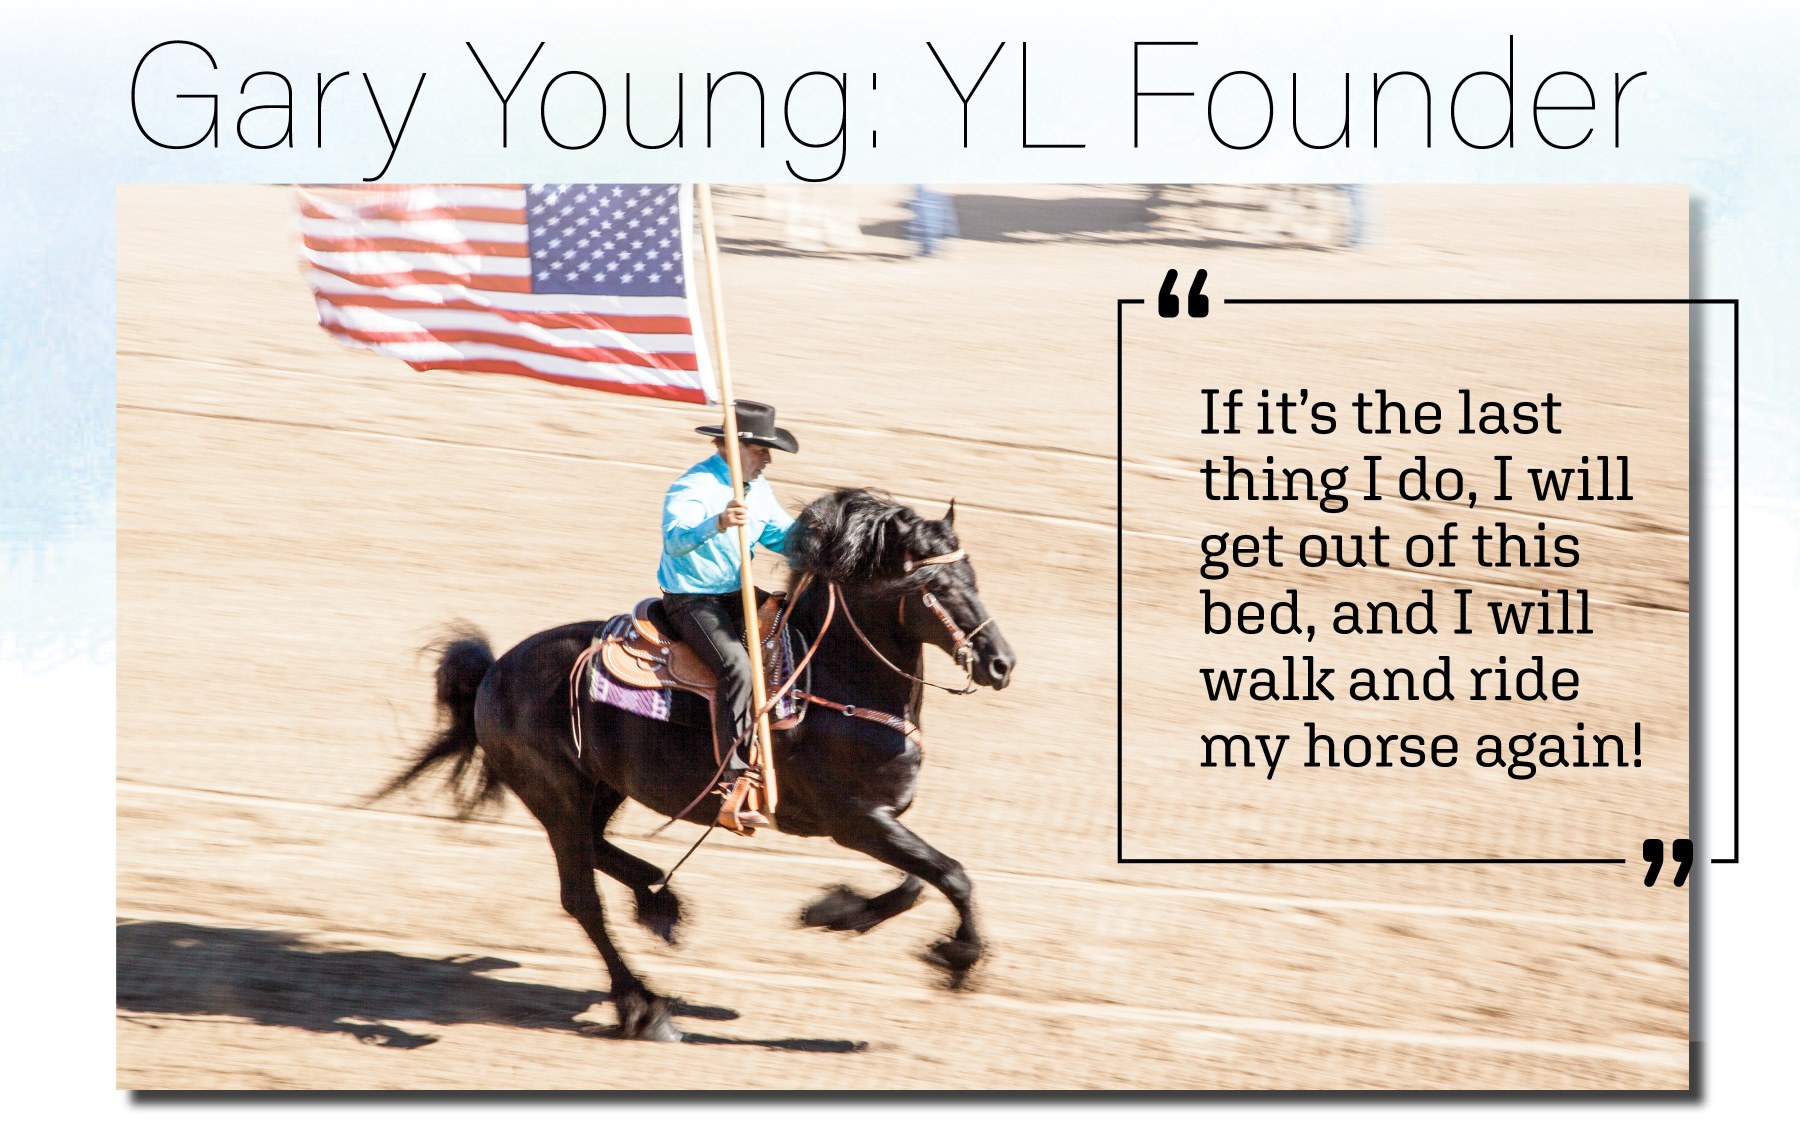 Gary Young: YL Founder
“
If it’s the last
thing I do, I will
get out of this
bed, and I will
walk and ride
my horse again!
”